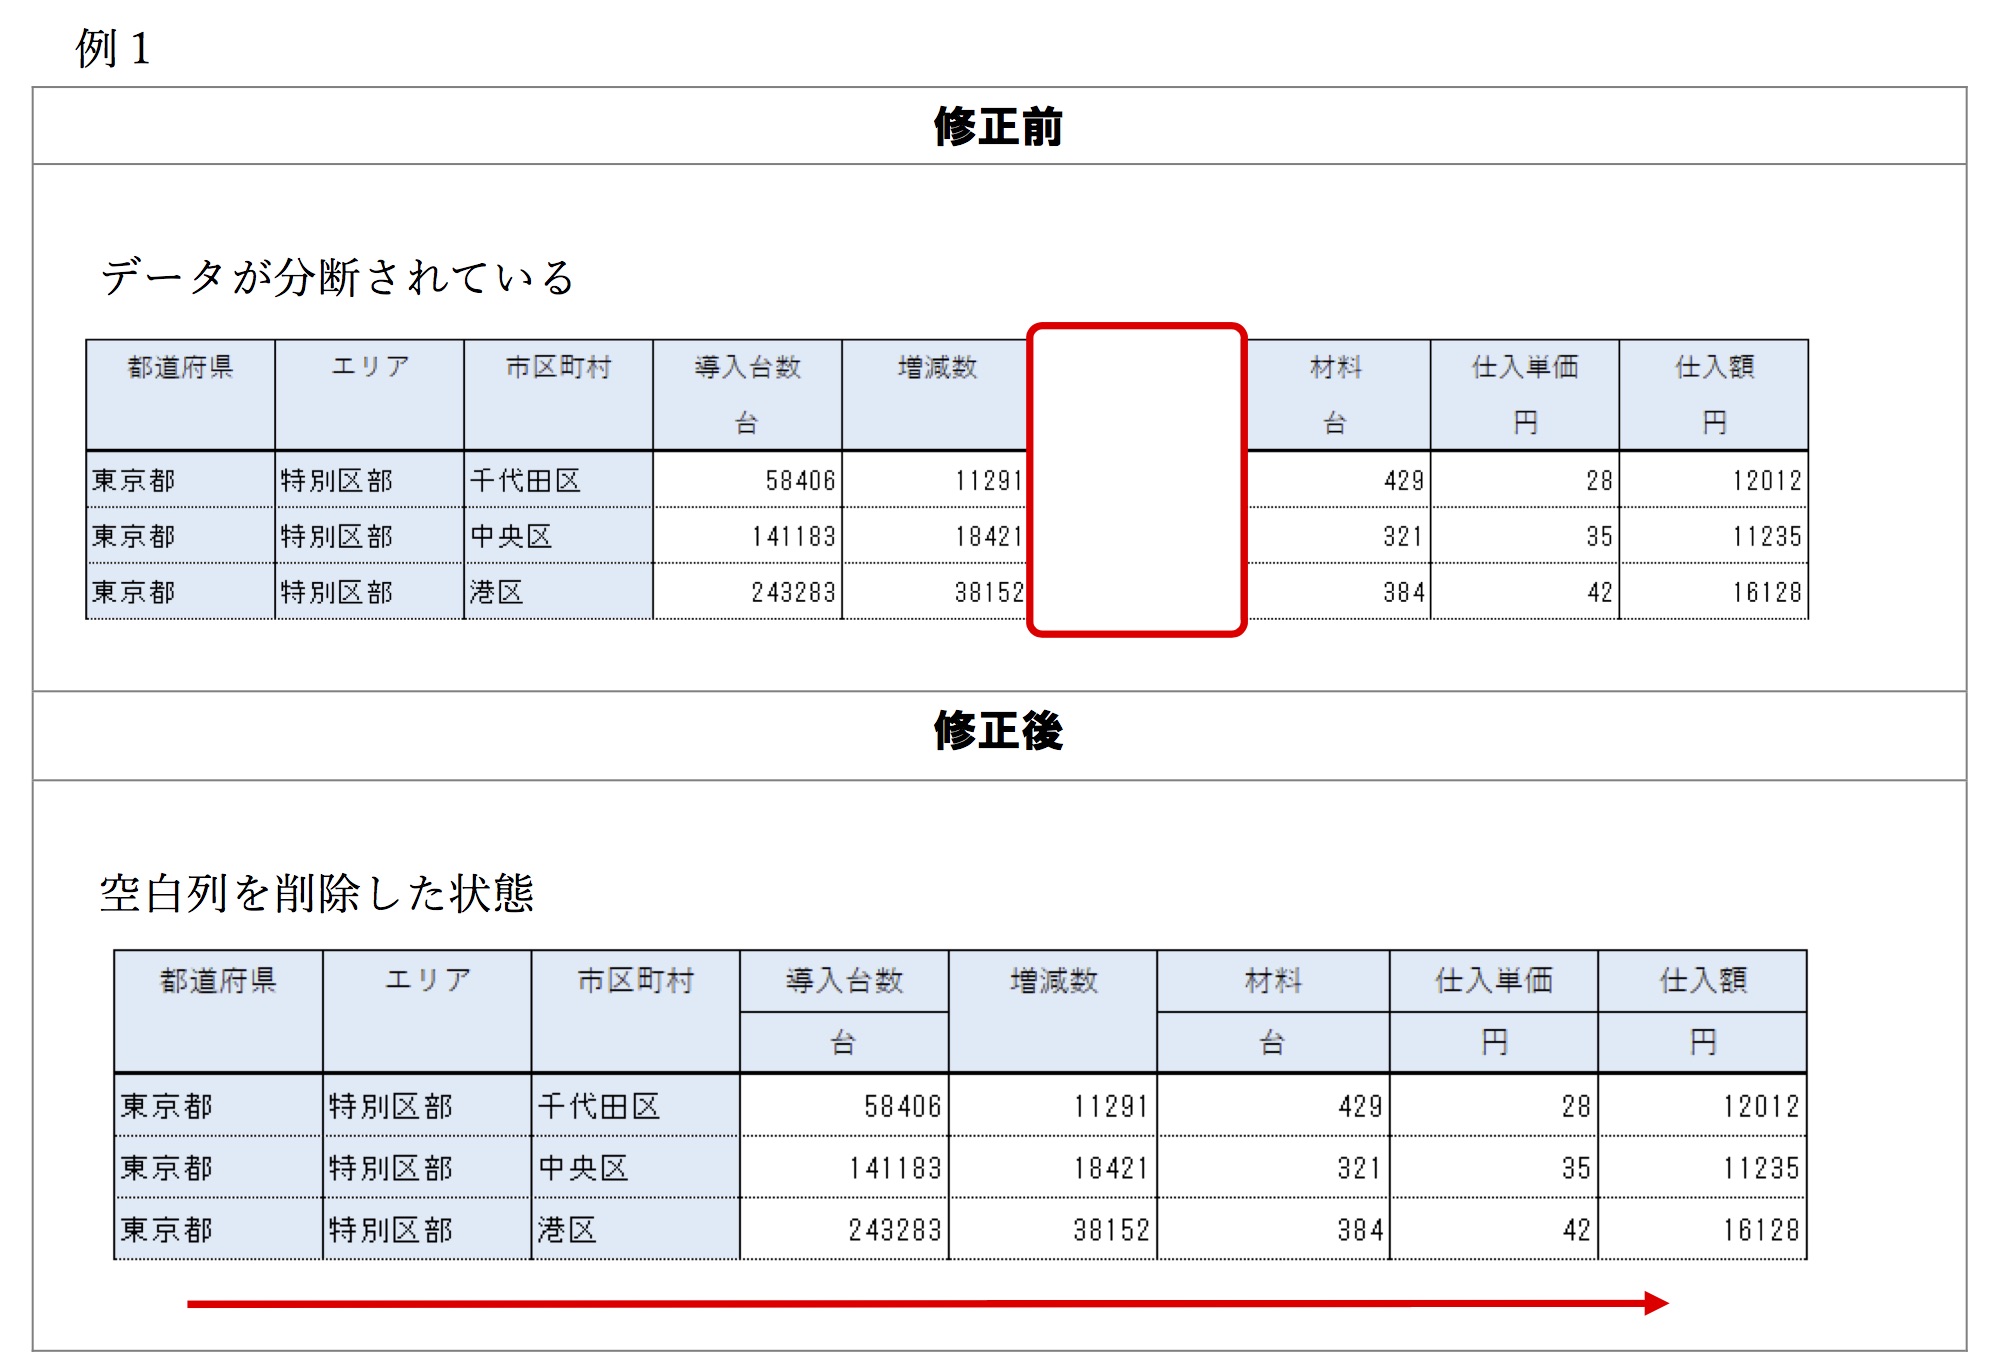 例１
修正前
データが分断されている
都道府県 エリア 市区町村 導入台数 増減数 材料 仕入単価 仕入額
台 台 円 円
東京都 特別区部 千代田区 58406 11291 429 28 12012
東京都 特別区部 中央区 141183 18421 321 35 11235
東京都 特別区部 港区 243283 38152 384 42 16128
修正後
空白列を削除した状態
都道府県 エリア 市区町村 導入台数 増減数 材料 仕入単価 仕入額
台 台 円 円
東京都 特別区部 千代田区 58406 11291 429 28 12012
東京都 特別区部 中央区 141183 18421 321 35 11235
東京都 特別区部 港区 243283 38152 384 42 16128